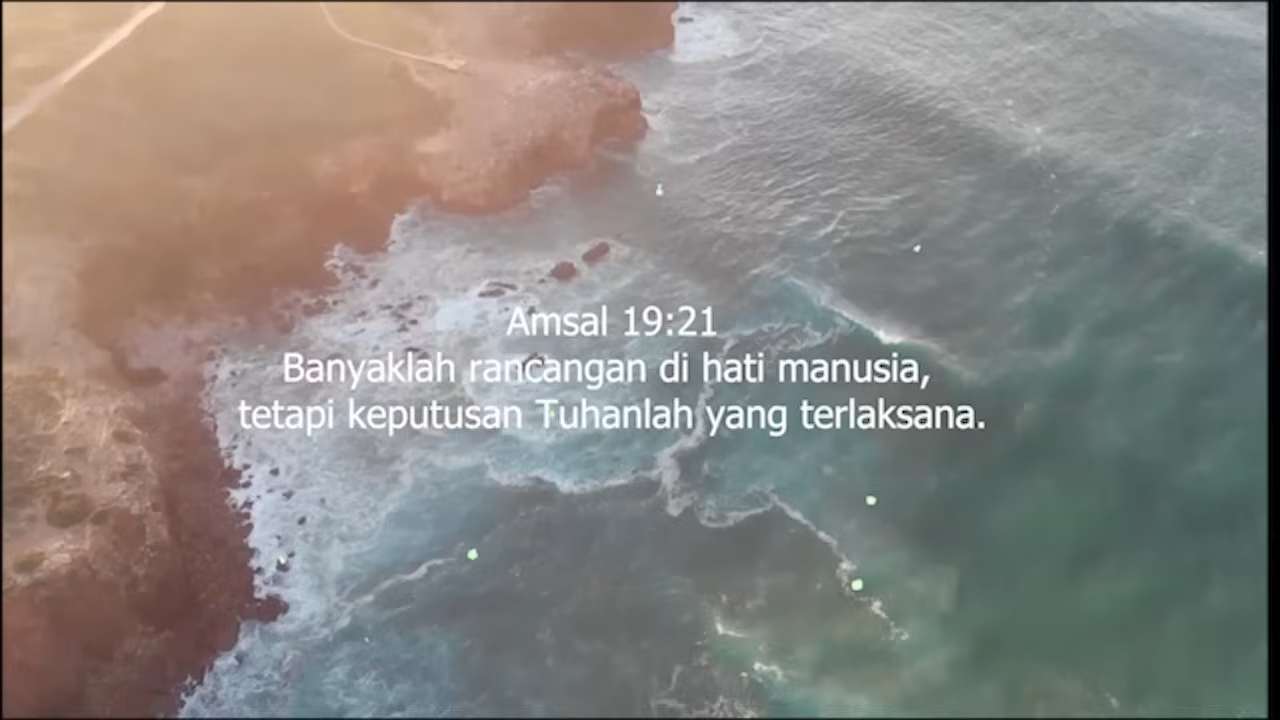 Amsal 19:21
Banyaklah rancangan di hati manusia,
tetapi keputusan Tuhanlah yang terlaksana.